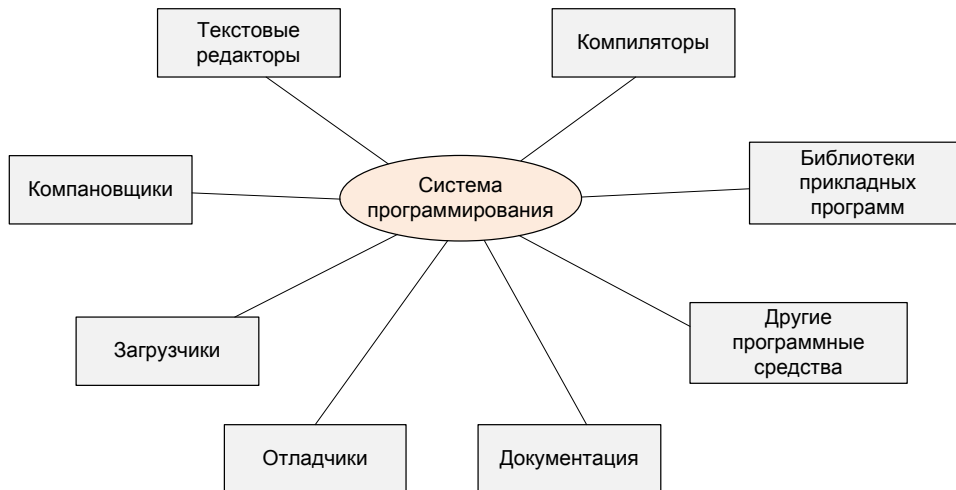 Текстовые
редакторы
Компиляторы
Компановщики
Система
программирования
Библиотеки
прикладных
программ
Загрузчики
Другие
программные
средства
Отладчики
Документация